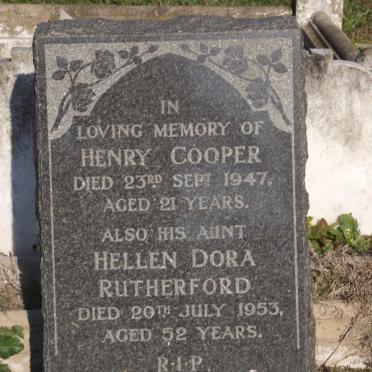 IN
LOVING MEMORY OF
HENRY COOPER
DIED 23RD SEPT 1947.
AGED 21 YEARS.
ALSO HIS AUNT
HELLEN DORA
RUTHERFORD
DIED 20TH JULY 1953,
AGED 52 YEARS.
R·I·P.